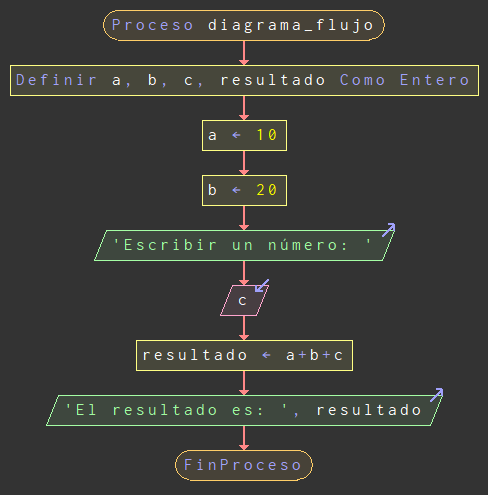 Proceso diagrama_flujo
Definir a, b, c, resultado Como Entero
a ← 10
b ← 20
'Escribir un número: '
c
resultado ← a+b+c
'El resultado es: ', resultado
FinProceso